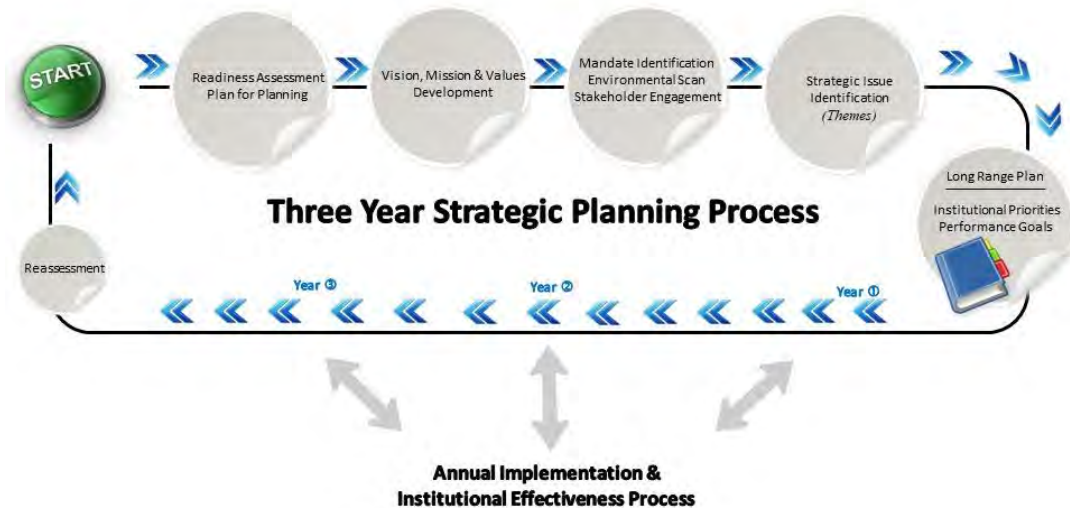 START
Readiness Assessment
Plan for Planning
Vision, Mission & Values
Development
Mandate Identification
Environmental Scan
Stakeholder Engagement
Strategic Issue
Identification
(Themes)
Long Range Plan
Institutional Priorities
Performance Goals
Three Year Strategic Planning Process
Reassessment
Year ③
Year ②
Year ①
Annual Implementation &
Institutional Effectiveness Process